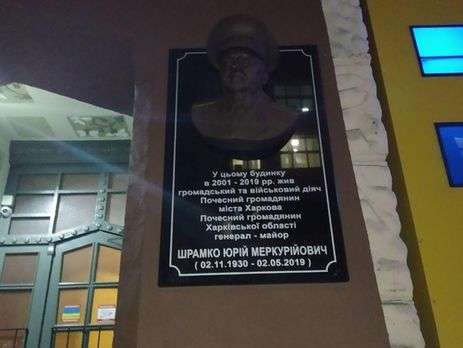 У цьому будинку
в 2001 - 2019 рр. жив
громадський та військовий діяч
Почесний громадянин
міста Харкова
Почесний громадянин
Харківської області
генерал - майор
ШРАМКО ЮРІЙ МЕРКУРІЙОВИЧ
( 02.11.1930 - 02.05.2019 )